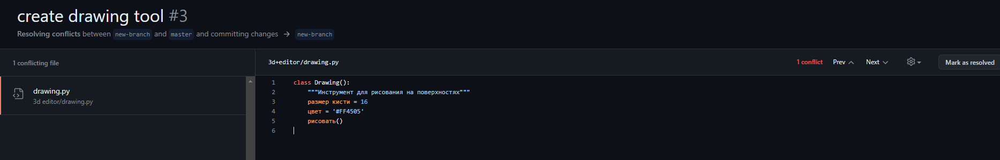 create drawing tool #3
Resolving conflicts between new-branch and master and committing changes → new-branch
1 conflicting file
drawing.py
3d editor/drawing.py
3d+editor/drawing.py
1 conflict Prev Next Mark as resolved
1 class Drawing():
2 """Инструмент для рисования на поверхностях"""
3 размер кисти = 16
4 цвет = '#FF4505'
5 рисовать()
6